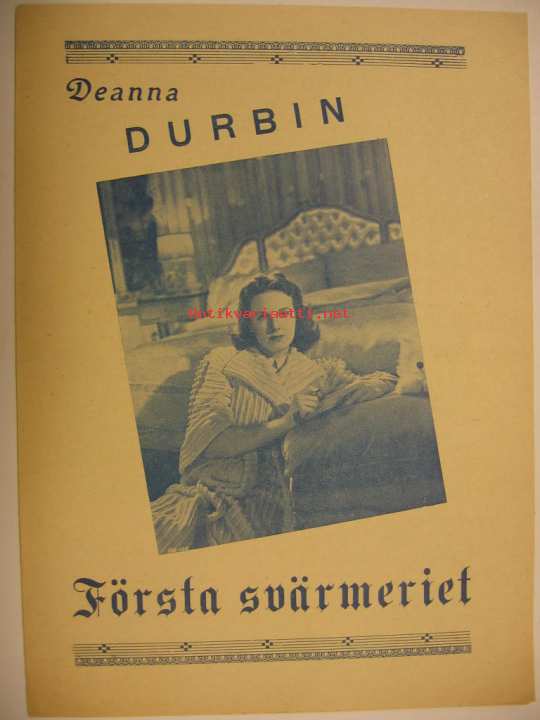 Deanna
DURBIN
Antikvariaatti.net
Första svärmeriet